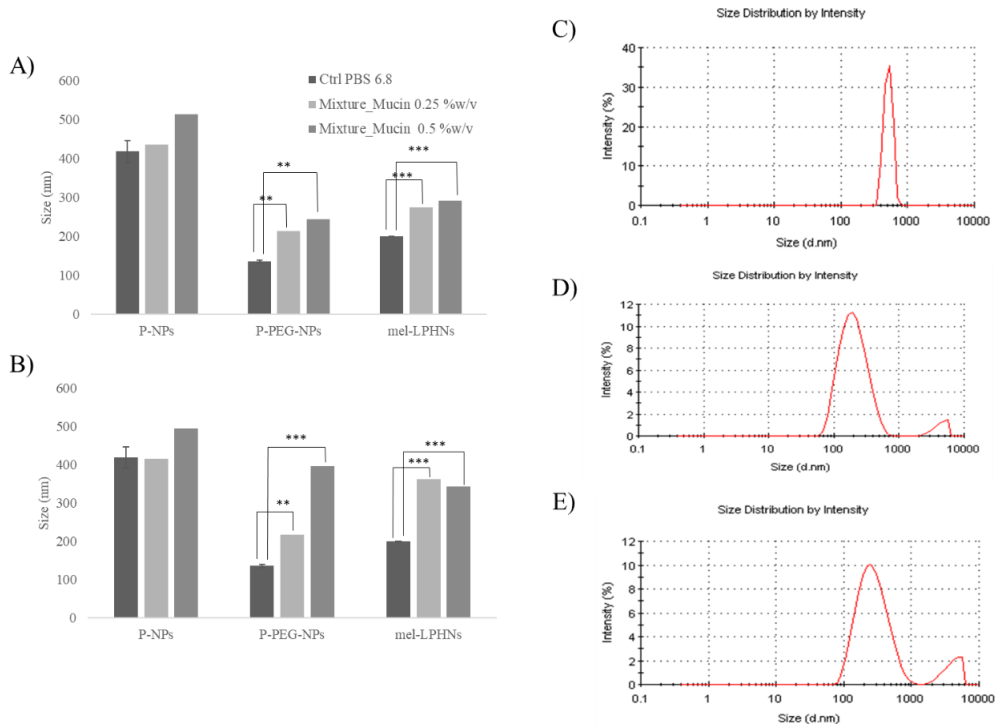 A)
600
500
400
300
200
100
0
Size (nm)
Ctrl PBS 6.8
Mixture_Mucin 0.25 %w/v
Mixture_Mucin 0.5 %w/v
**
**
***
***
P-NPs
P-PEG-NPs
mel-LPHNs
B)
600
500
400
300
200
100
0
Size (nm)
***
**
***
***
P-NPs
P-PEG-NPs
mel-LPHNs
C)
Size Distribution by Intensity
40
30
20
10
0
Intensity (%)
0.1
1
10
100
1000
10000
Size (d.nm)
D)
Size Distribution by Intensity
12
10
8
6
4
2
0
Intensity (%)
0.1
1
10
100
1000
10000
Size (d.nm)
E)
Size Distribution by Intensity
12
10
8
6
4
2
0
Intensity (%)
0.1
1
10
100
1000
10000
Size (d.nm)